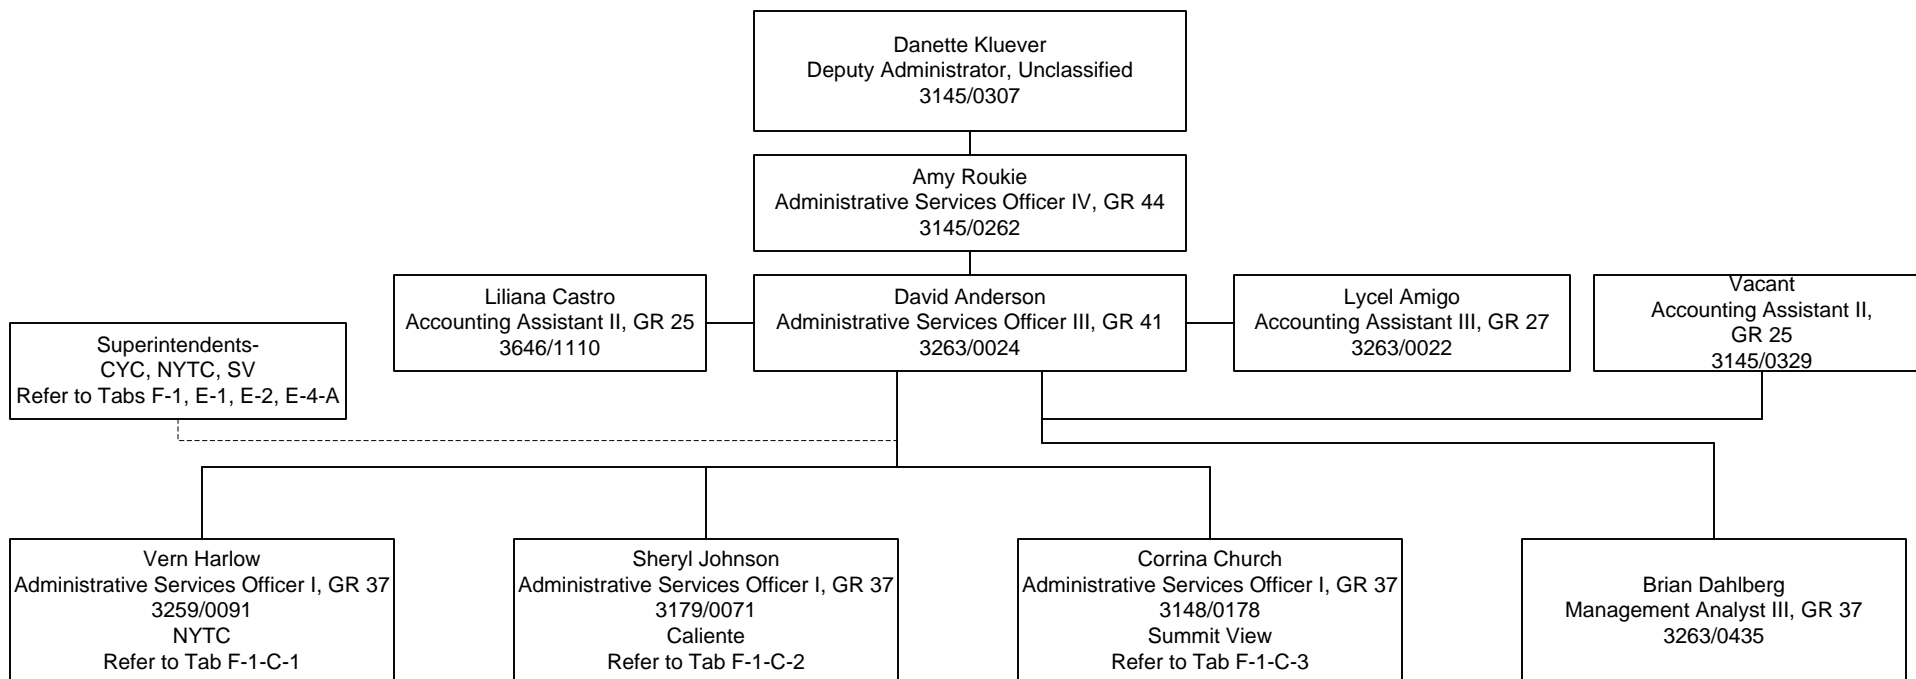 Danette Kluever
Deputy Administrator, Unclassified
3145/0307
Amy Roukie
Administrative Services Officer IV, GR 44
3145/0262
Liliana Castro
Accounting Assistant II, GR 25
3646/1110
David Anderson
Administrative Services Officer III, GR 41
3263/0024
Lycel Amigo
Accounting Assistant III, GR 27
3263/0022
Vacant
Accounting Assistant II,
GR 25
3145/0329
Superintendents-
CYC, NYTC, SV
Refer to Tabs F-1, E-1, E-2, E-4-A
Vern Harlow
Administrative Services Officer I, GR 37
3259/0091
NYTC
Refer to Tab F-1-C-1
Sheryl Johnson
Administrative Services Officer I, GR 37
3179/0071
Caliente
Refer to Tab F-1-C-2
Corrina Church
Administrative Services Officer I, GR 37
3148/0178
Summit View
Refer to Tab F-1-C-3
Brian Dahlberg
Management Analyst III, GR 37
3263/0435